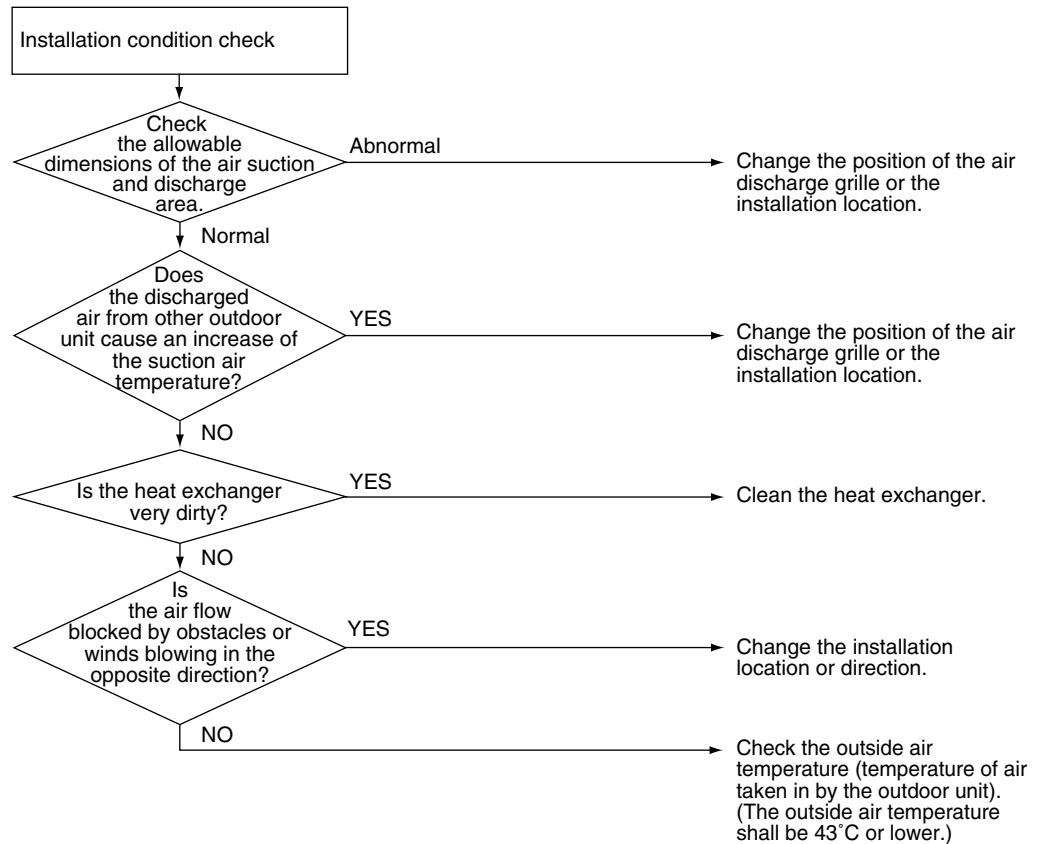 Installation condition check
Check
the allowable
dimensions of the air suction
and discharge
area.
Abnormal
Change the position of the air
discharge grille or the
installation location.
Normal
Does
the discharged
air from other outdoor
unit cause an increase of
the suction air
temperature?
YES
Change the position of the air
discharge grille or the
installation location.
NO
Is the heat exchanger
very dirty?
YES
Clean the heat exchanger.
NO
Is
the air flow
blocked by obstacles or
winds blowing in the
opposite direction?
YES
Change the installation
location or direction.
NO
Check the outside air
temperature (temperature of air
taken in by the outdoor unit).
(The outside air temperature
shall be 43˚C or lower.)